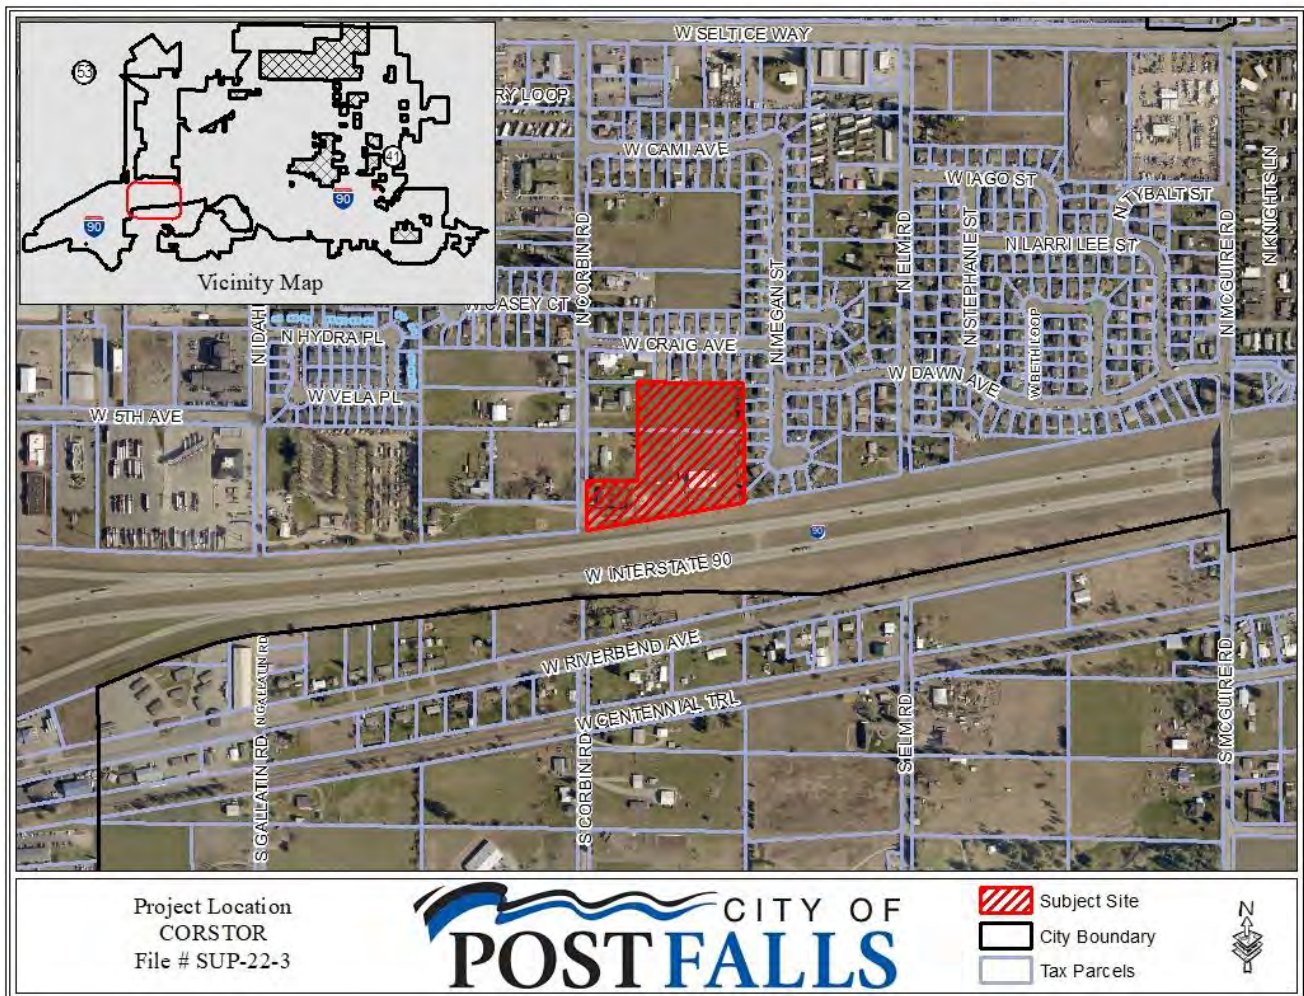 W SELTICE WAY
53
41
90
90
Vicinity Map
RY LOOP
W CAMI AVE
N CORBIN RD
N MEGAN ST
N ELM RD
W IAGO ST
N TYBALT ST
N STEPHANIE ST
N LARRI LEE ST
N MCGUIRE RD
N KNIGHTS LN
W CASEY CT
N IDAH
N HYDRA PL
W CRAIG AVE
W BETH LOOP
W DAWN AVE
W VELA PL
W 5TH AVE
90
W INTERSTATE 90
W RIVERBEND AVE
N GALLATIN RD
W CENTENNIAL TRL
S GALLATIN RD
S CORBIN RD
S ELM RD
S MCGUIRE RD
Project Location
CORSTOR
File # SUP-22-3
CITY OF
POST FALLS
Subject Site
City Boundary
Tax Parcels
N